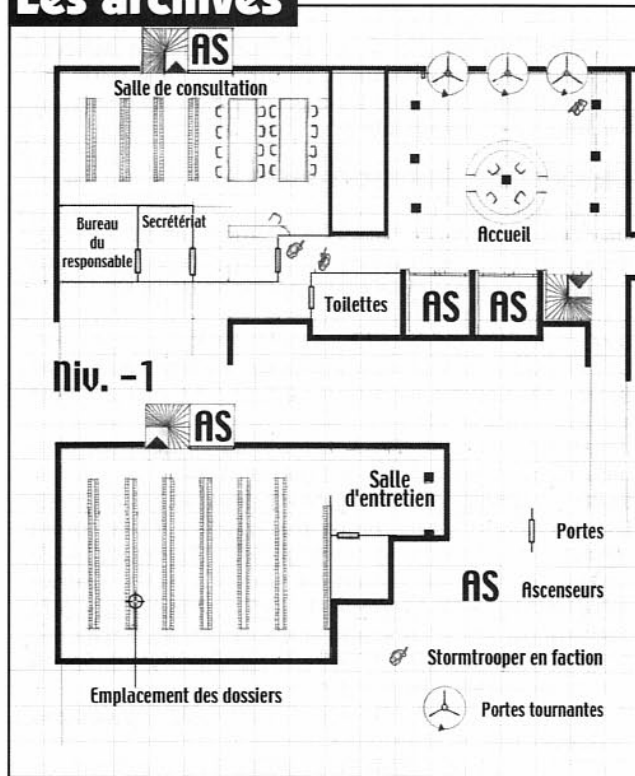 Les archives
AS
Salle de consultation
Bureau
du
responsable
Secrétériat
Accueil
Toilettes
AS
AS
Niv. -1
AS
Salle
d'entretien
Portes
AS
Ascenseurs
Stormtrooper en faction
Emplacement des dossiers
Portes tournantes